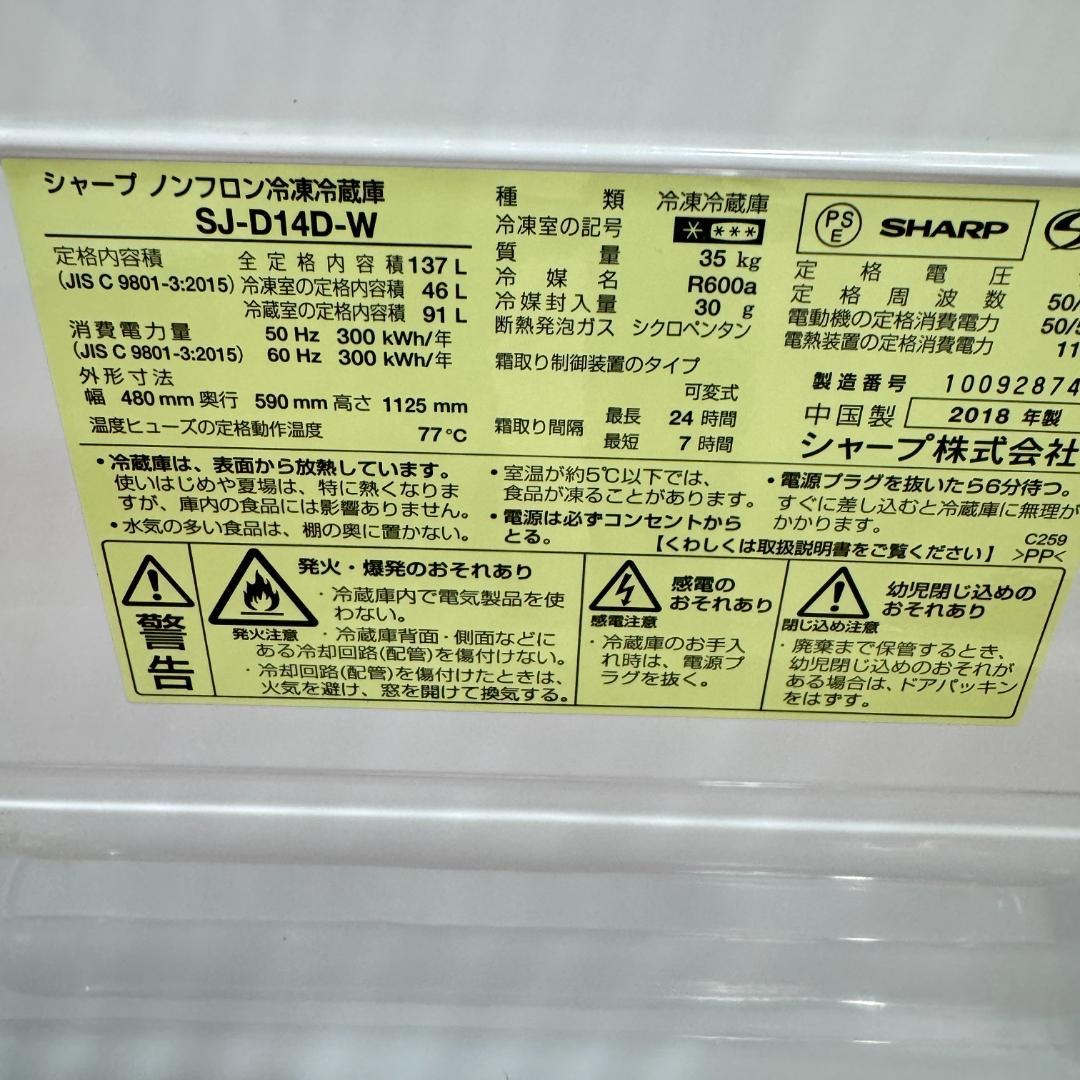 シャープ ノンフロン冷凍冷蔵庫
SJ-D14D-W
定格内容積 全定格内容積 137 L
(JIS C 9801-3:2015) 冷凍室の定格内容積 46 L
冷蔵室の定格内容積 91 L
消費電力量 50 Hz 300 kWh/年
(JIS C 9801-3:2015) 60 Hz 300 kWh/年
外形寸法
幅 480 mm 奥行 590 mm 高さ 1125 mm
温度ヒューズの定格動作温度 77℃
種類 冷凍冷蔵庫
冷凍室の記号 * ***
質量 35 kg
冷媒名 R600a
冷媒封入量 30 g
断熱発泡ガス シクロペンタン
霜取り制御装置のタイプ
可変式
霜取り間隔 最長 24 時間
最短 7 時間
PS E SHARP
定格電圧
定格周波数 50/
電動機の定格消費電力 50/5
電熱装置の定格消費電力 11
製造番号 10092874
中国製 2018 年製
シャープ株式会社
・冷蔵庫は、表面から放熱しています。
使いはじめや夏場は、特に熱くなりま
すが、庫内の食品には影響ありません。
・水気の多い食品は、棚の奥に置かない。
・室温が約5℃以下では、
食品が凍ることがあります。
・電源は必ずコンセントから
とる。
・電源プラグを抜いたら6分待つ。
すぐに差し込むと冷蔵庫に無理が
かかります。
C259
【くわしくは取扱説明書をご覧ください】 >PP<
警告
発火・爆発のおそれあり
発火注意
・冷蔵庫内で電気製品を使
わない。
・冷蔵庫背面・側面などに
ある冷却回路(配管)を傷付けない。
・冷却回路(配管)を傷付けたときは、
火気を避け、窓を開けて換気する。
感電の
おそれあり
感電注意
・冷蔵庫のお手入
れ時は、電源プ
ラグを抜く。
幼児閉じ込めの
おそれあり
閉じ込め注意
・廃棄まで保管するとき、
幼児閉じ込めのおそれが
ある場合は、ドアパッキン
をはずす。